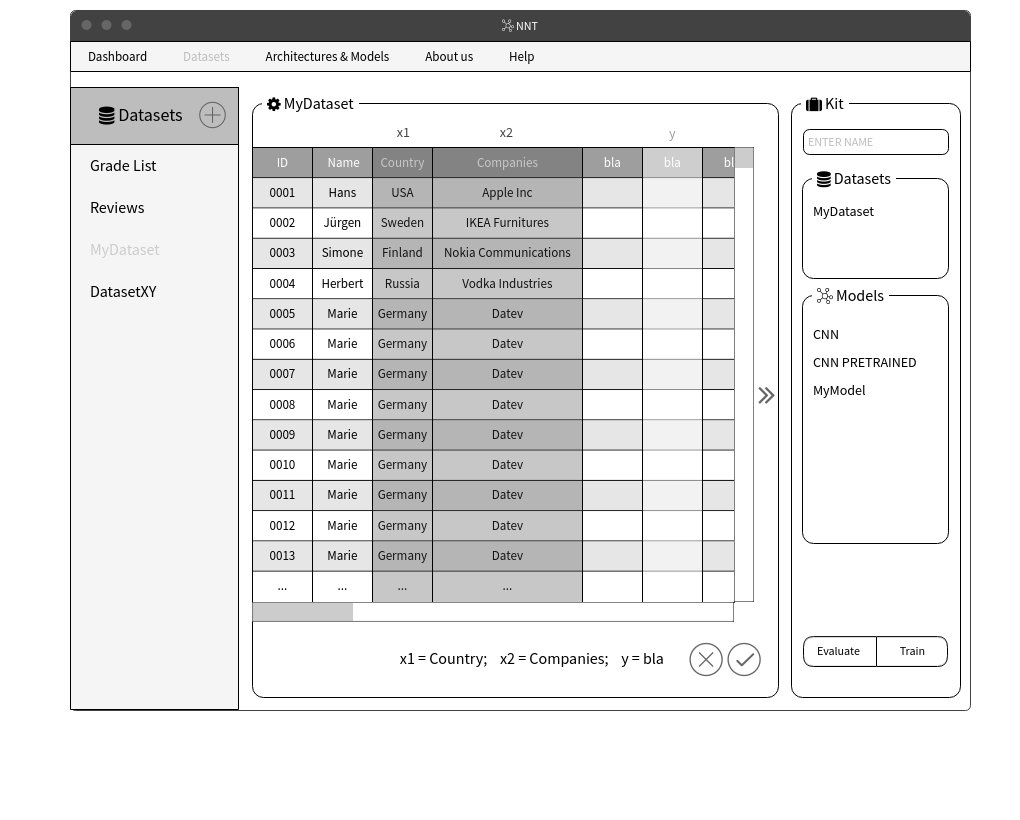 NNT
Dashboard Datasets Architectures & Models About us Help
Datasets
Grade List
Reviews
MyDataset
DatasetXY
MyDataset
x1 x2 y
ID Name Country Companies bla bla bl
0001 Hans USA Apple Inc
0002 Jürgen Sweden IKEA Furnitures
0003 Simone Finland Nokia Communications
0004 Herbert Russia Vodka Industries
0005 Marie Germany Datev
0006 Marie Germany Datev
0007 Marie Germany Datev
0008 Marie Germany Datev
0009 Marie Germany Datev
0010 Marie Germany Datev
0011 Marie Germany Datev
0012 Marie Germany Datev
0013 Marie Germany Datev
... ... ... ...
x1 = Country; x2 = Companies; y = bla
Kit
ENTER NAME
Datasets
MyDataset
Models
CNN
CNN PRETRAINED
MyModel
Evaluate Train